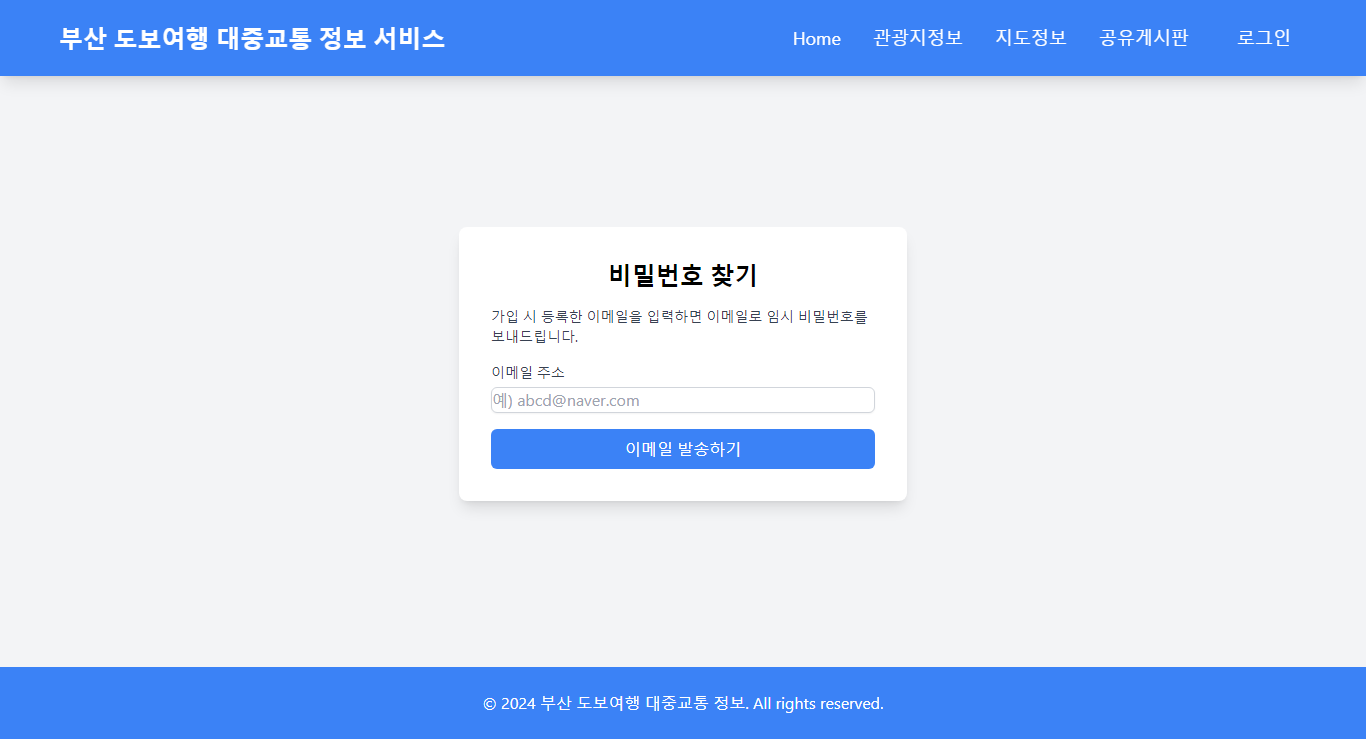 부산 도보여행 대중교통 정보 서비스
Home 관광지정보 지도정보 공유게시판 로그인
비밀번호 찾기
가입 시 등록한 이메일을 입력하면 이메일로 임시 비밀번호를
보내드립니다.
이메일 주소
예) abcd@naver.com
이메일 발송하기
© 2024 부산 도보여행 대중교통 정보. All rights reserved.